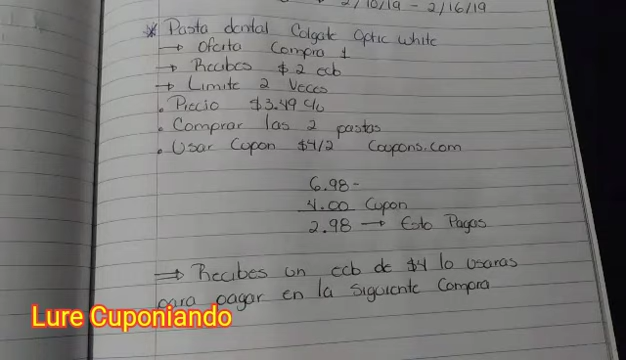 2/10/19 - 2/16/19
* Pasta dental Colgate Optic White
→ Oferta Compra 1
→ Recibes $2 ecb
→ Limite 2 Veces
• Precio $3.49 c/u
• Comprar las 2 pastas
• Usar Cupon $4/2 Coupons.com
6.98-
4.00 Cupon
2.98 → Esto Pagas
→ Recibes un ecb de $4 lo usaras
para pagar en la siguiente Compra
Lure Cuponiando